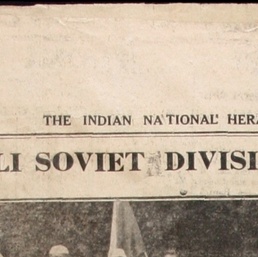 THE INDIAN NATIONAL HERA
LI SOVIET DIVISI